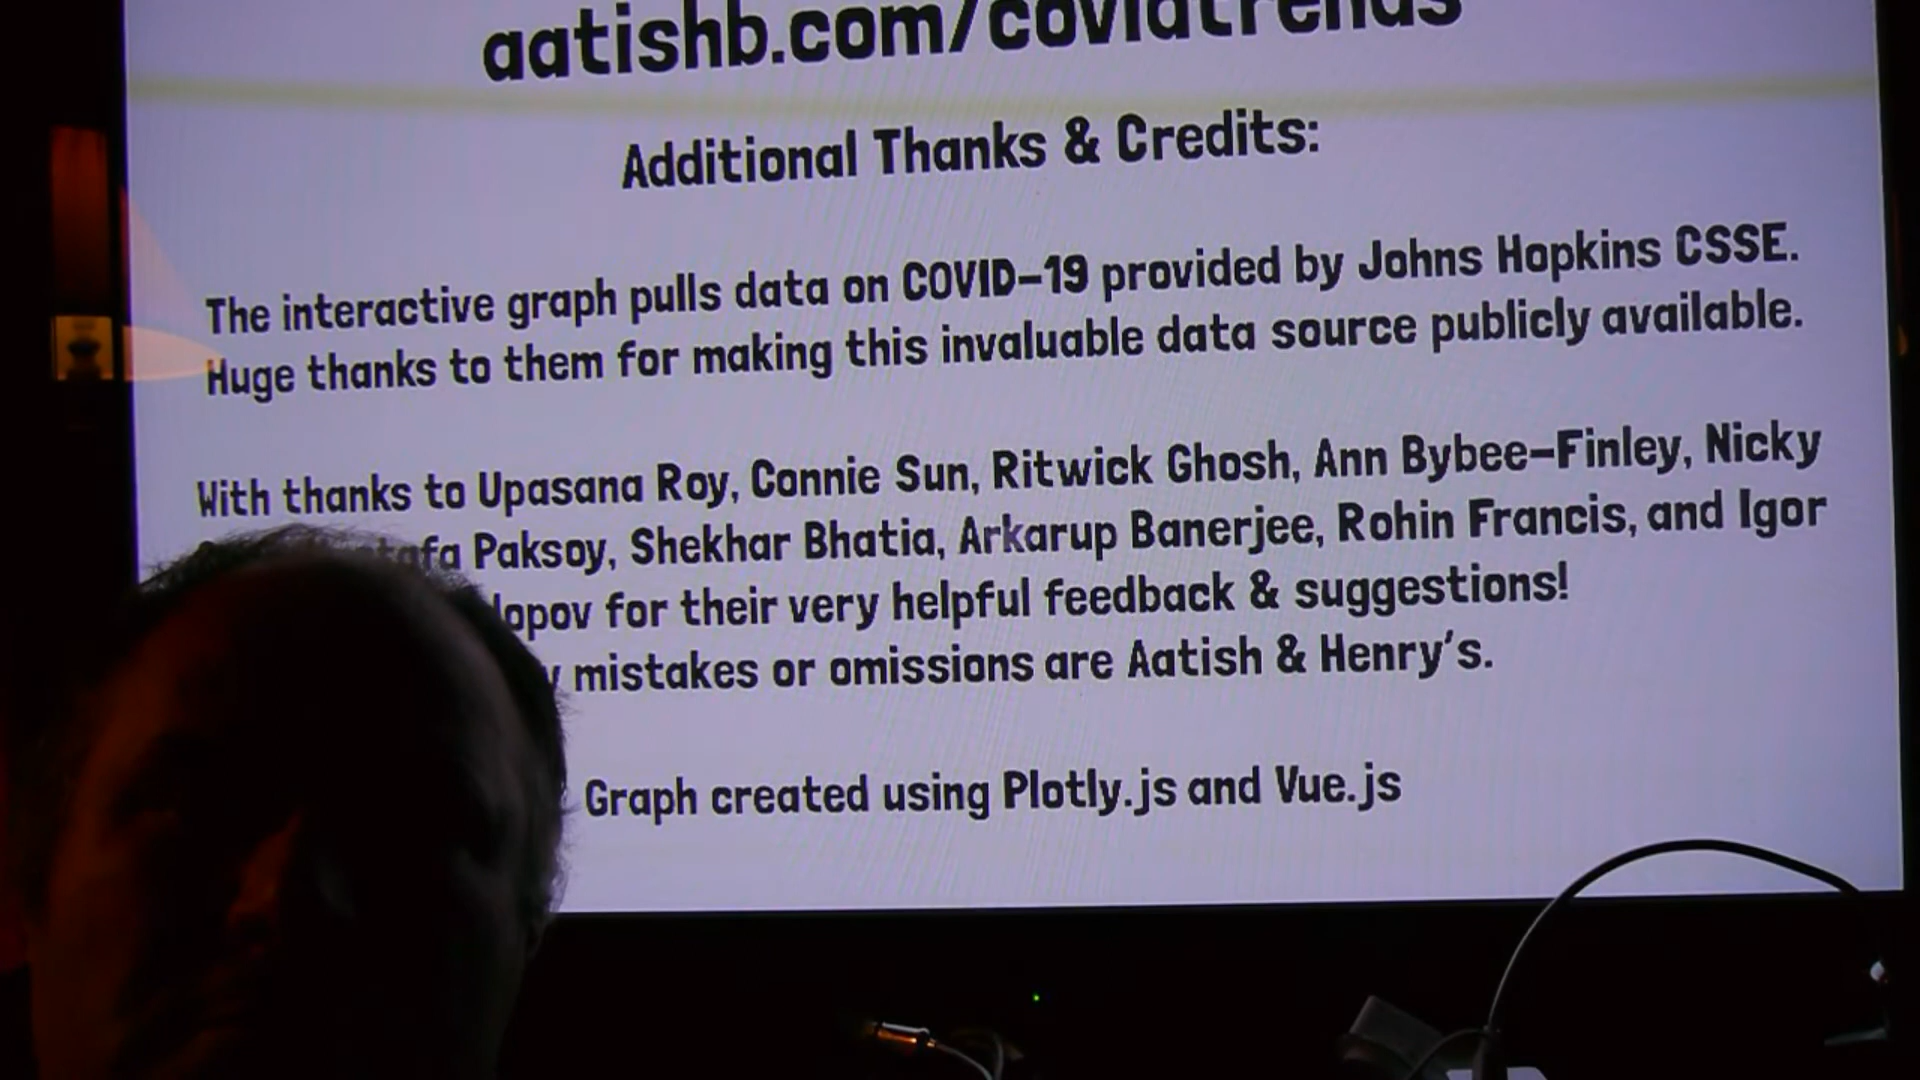 aatishb.com/covidtrends
Additional Thanks & Credits:
The interactive graph pulls data on COVID-19 provided by Johns Hopkins CSSE.
Huge thanks to them for making this invaluable data source publicly available.
With thanks to Upasana Roy, Connie Sun, Ritwick Ghosh, Ann Bybee-Finley, Nicky
Paksoy, Shekhar Bhatia, Arkarup Banerjee, Rohin Francis, and Igor
for their very helpful feedback & suggestions!
mistakes or omissions are Aatish & Henry's.
Graph created using Plotly.js and Vue.js